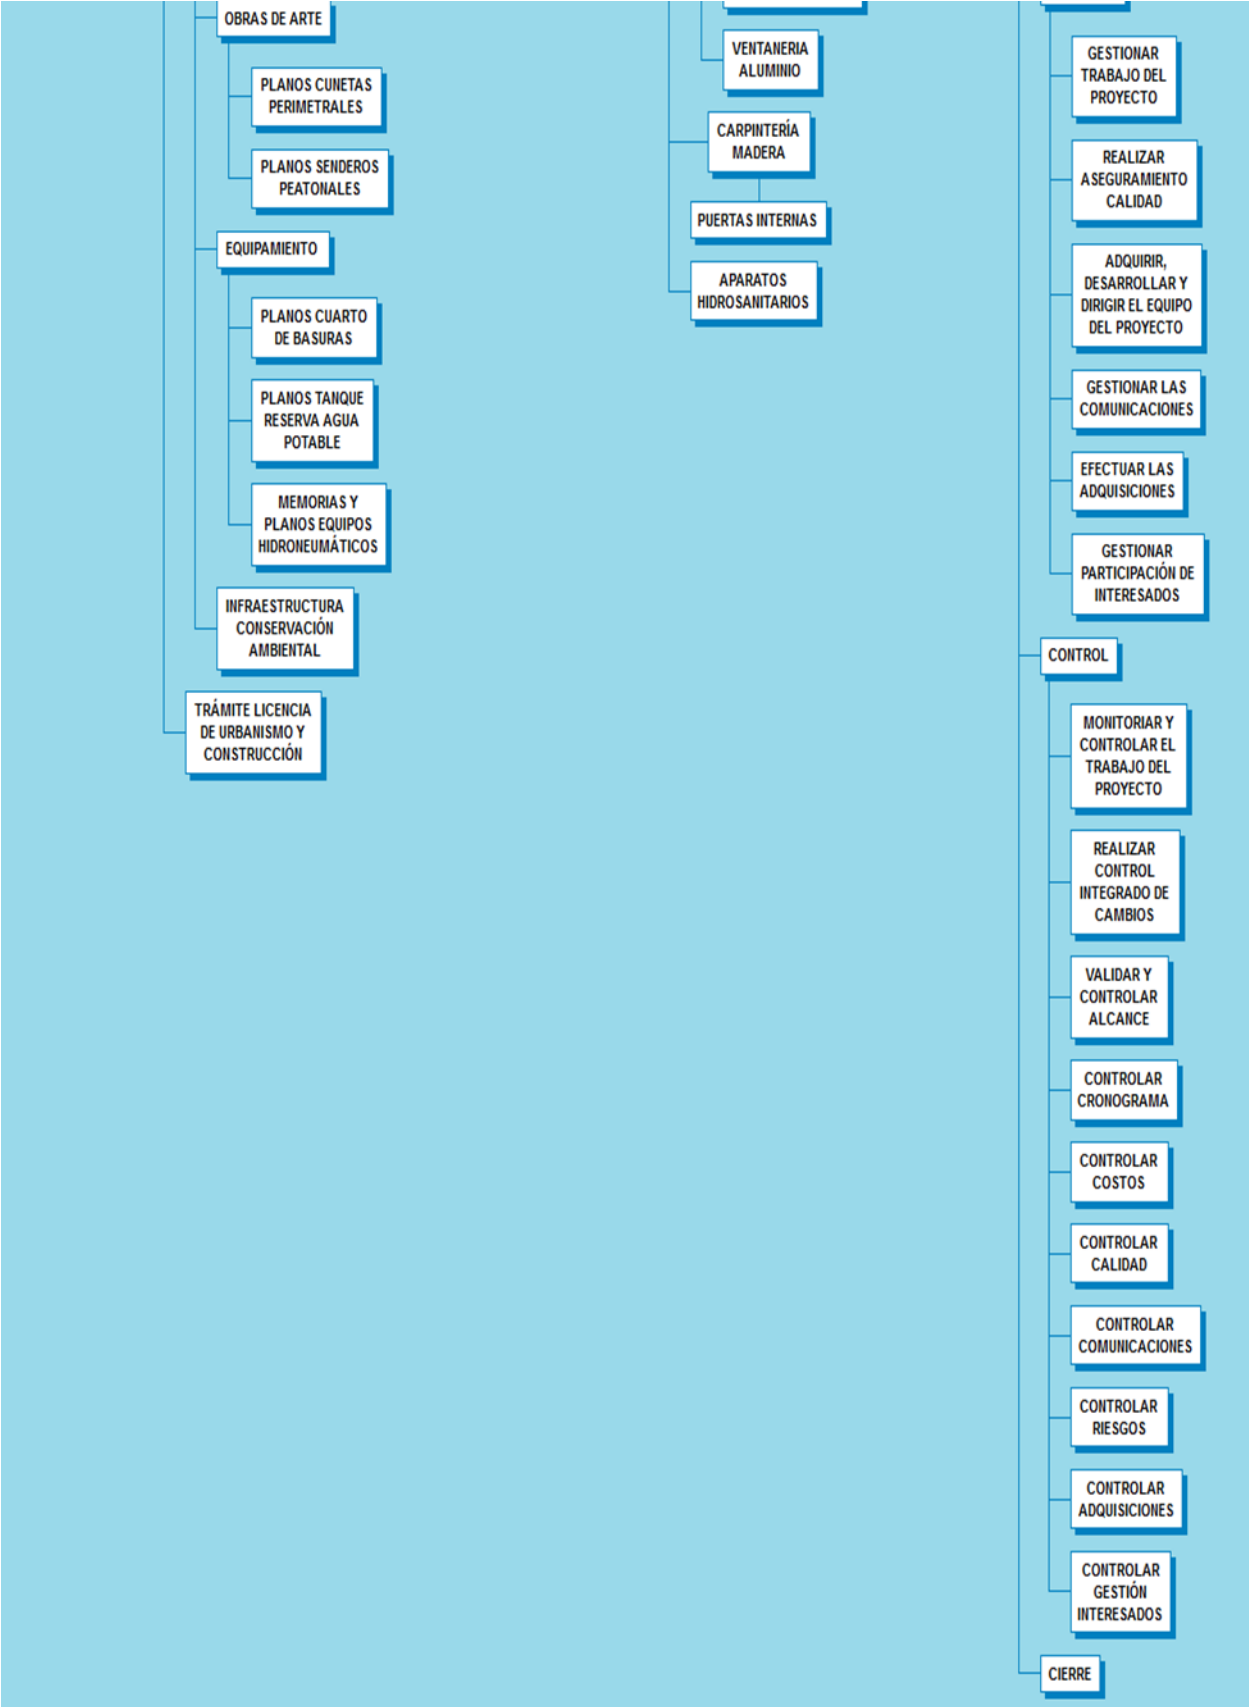 OBRAS DE ARTE
PLANOS CUNETAS
PERIMETRALES
PLANOS SENDEROS
PEATONALES
EQUIPAMIENTO
PLANOS CUARTO
DE BASURAS
PLANOS TANQUE
RESERVA AGUA
POTABLE
MEMORIAS Y
PLANOS EQUIPOS
HIDRONEUMÁTICOS
INFRAESTRUCTURA
CONSERVACIÓN
AMBIENTAL
TRÁMITE LICENCIA
DE URBANISMO Y
CONSTRUCCIÓN
VENTANERIA
ALUMINIO
CARPINTERÍA
MADERA
PUERTAS INTERNAS
APARATOS
HIDROSANITARIOS
GESTIONAR
TRABAJO DEL
PROYECTO
REALIZAR
ASEGURAMIENTO
CALIDAD
ADQUIRIR,
DESARROLLAR Y
DIRIGIR EL EQUIPO
DEL PROYECTO
GESTIONAR LAS
COMUNICACIONES
EFECTUAR LAS
ADQUISICIONES
GESTIONAR
PARTICIPACIÓN DE
INTERESADOS
CONTROL
MONITORIAR Y
CONTROLAR EL
TRABAJO DEL
PROYECTO
REALIZAR
CONTROL
INTEGRADO DE
CAMBIOS
VALIDAR Y
CONTROLAR
ALCANCE
CONTROLAR
CRONOGRAMA
CONTROLAR
COSTOS
CONTROLAR
CALIDAD
CONTROLAR
COMUNICACIONES
CONTROLAR
RIESGOS
CONTROLAR
ADQUISICIONES
CONTROLAR
GESTIÓN
INTERESADOS
CIERRE